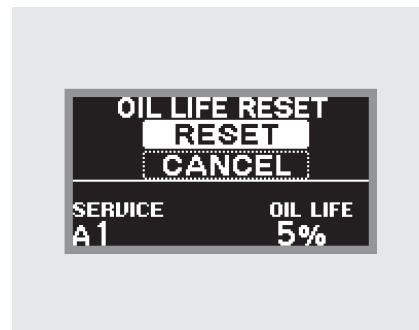 OIL LIFE RESET
RESET
CANCEL
SERVICE OIL LIFE
A1 5%